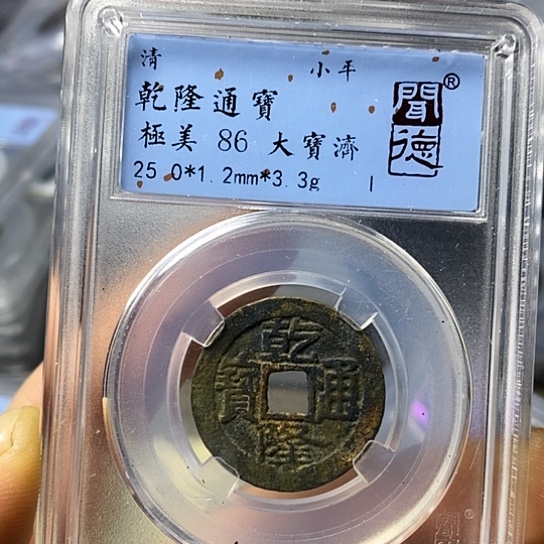 清 小平
乾隆通寶
極美 86 大寶濟
25.0*1.2mm*3.3g
聞德®
乾隆通寶